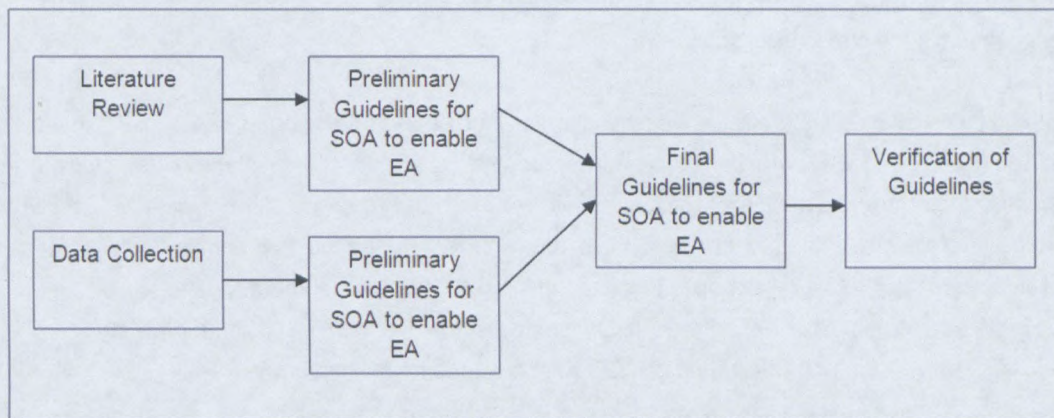 Literature
Review
Preliminary
Guidelines for
SOA to enable
EA
Data Collection
Preliminary
Guidelines for
SOA to enable
EA
Final
Guidelines for
SOA to enable
EA
Verification of
Guidelines